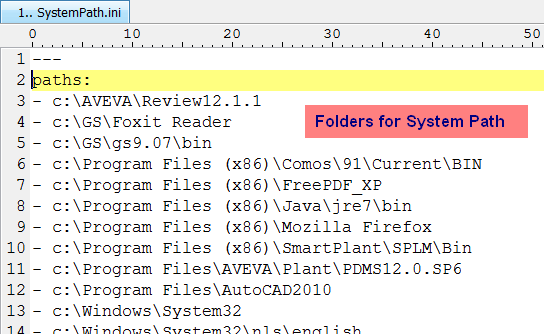 1.. SystemPath.ini
0 10 20 30 40 50
1 ---
2 paths:
3 - c:\AVEVA\Review12.1.1
4 - c:\GS\Foxit Reader
Folders for System Path
5 - c:\GS\gs9.07\bin
6 - c:\Program Files (x86)\Comos\91\Current\BIN
7 - c:\Program Files (x86)\FreePDF_XP
8 - c:\Program Files (x86)\Java\jre7\bin
9 - c:\Program Files (x86)\Mozilla Firefox
10 - c:\Program Files (x86)\SmartPlant\SPLM\Bin
11 - c:\Program Files\AVEVA\Plant\PDMS12.0.SP6
12 - c:\Program Files\AutoCAD2010
13 - c:\Windows\System32
14 - c:\Windows\System32\nls\english